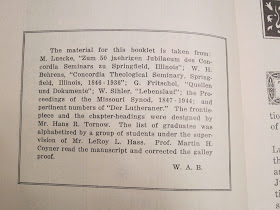 The material for this booklet is taken from:
M. Luecke, "Zum 50 jaehrigen Jubilaeum des Con-
cordia Seminars zu Springfield, Illinois"; W. H.
Behrens, "Concordia Theological Seminary, Spring-
field, Illinois, 1846-1936"; G. Fritschel, "Quellen
und Dokumente"; W. Sihler, "Lebenslauf"; the Pro-
ceedings of the Missouri Synod, 1847-1944; and
pertinent numbers of "Der Lutheraner." The frontis-
piece and the chapter-headings were designed by
Mr. Hans R. Tornow. The list of graduates was
alphabetized by a group of students under the super-
vision of Mr. LeRoy L. Hass. Prof. Martin H.
Coyner read the manuscript and corrected the galley
proof.
W. A. B.